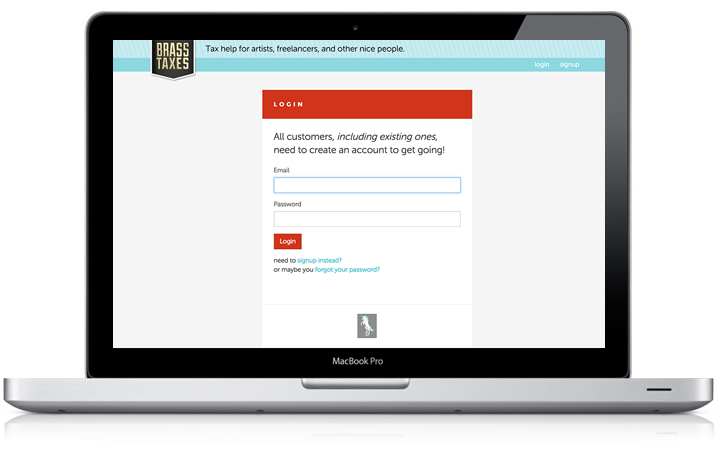 BRASS
TAXES
Tax help for artists, freelancers, and other nice people.
login signup
LOGIN
All customers, including existing ones,
need to create an account to get going!
Email
Password
Login
need to signup instead?
or maybe you forgot your password?
MacBook Pro